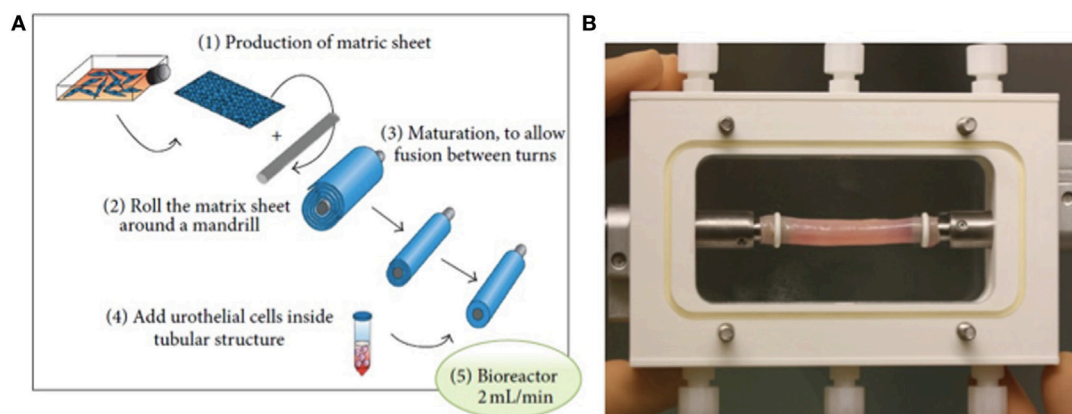 A
(1) Production of matric sheet
+
(3) Maturation, to allow
fusion between turns
(2) Roll the matrix sheet
around a mandrill
(4) Add urothelial cells inside
tubular structure
(5) Bioreactor
2 mL/min
B